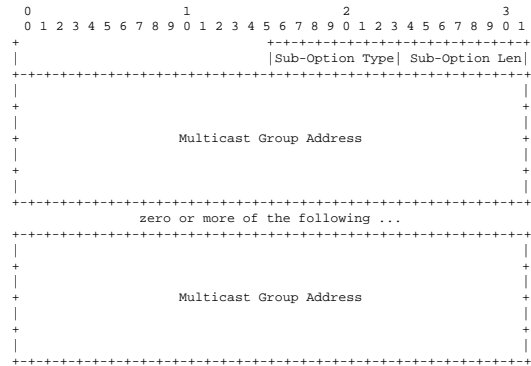 0                   1                   2                   3
 0 1 2 3 4 5 6 7 8 9 0 1 2 3 4 5 6 7 8 9 0 1 2 3 4 5 6 7 8 9 0 1
+                               +-+-+-+-+-+-+-+-+-+-+-+-+-+-+-+-+
|                               |Sub-Option Type| Sub-Option Len|
+-+-+-+-+-+-+-+-+-+-+-+-+-+-+-+-+-+-+-+-+-+-+-+-+-+-+-+-+-+-+-+-+
|                                                               |
+                                                               +
|                                                               |
+                    Multicast Group Address                    +
|                                                               |
+                                                               +
|                                                               |
+-+-+-+-+-+-+-+-+-+-+-+-+-+-+-+-+-+-+-+-+-+-+-+-+-+-+-+-+-+-+-+-+
                zero or more of the following ...
+-+-+-+-+-+-+-+-+-+-+-+-+-+-+-+-+-+-+-+-+-+-+-+-+-+-+-+-+-+-+-+-+
|                                                               |
+                                                               +
|                                                               |
+                    Multicast Group Address                    +
|                                                               |
+                                                               +
|                                                               |
+-+-+-+-+-+-+-+-+-+-+-+-+-+-+-+-+-+-+-+-+-+-+-+-+-+-+-+-+-+-+-+-+